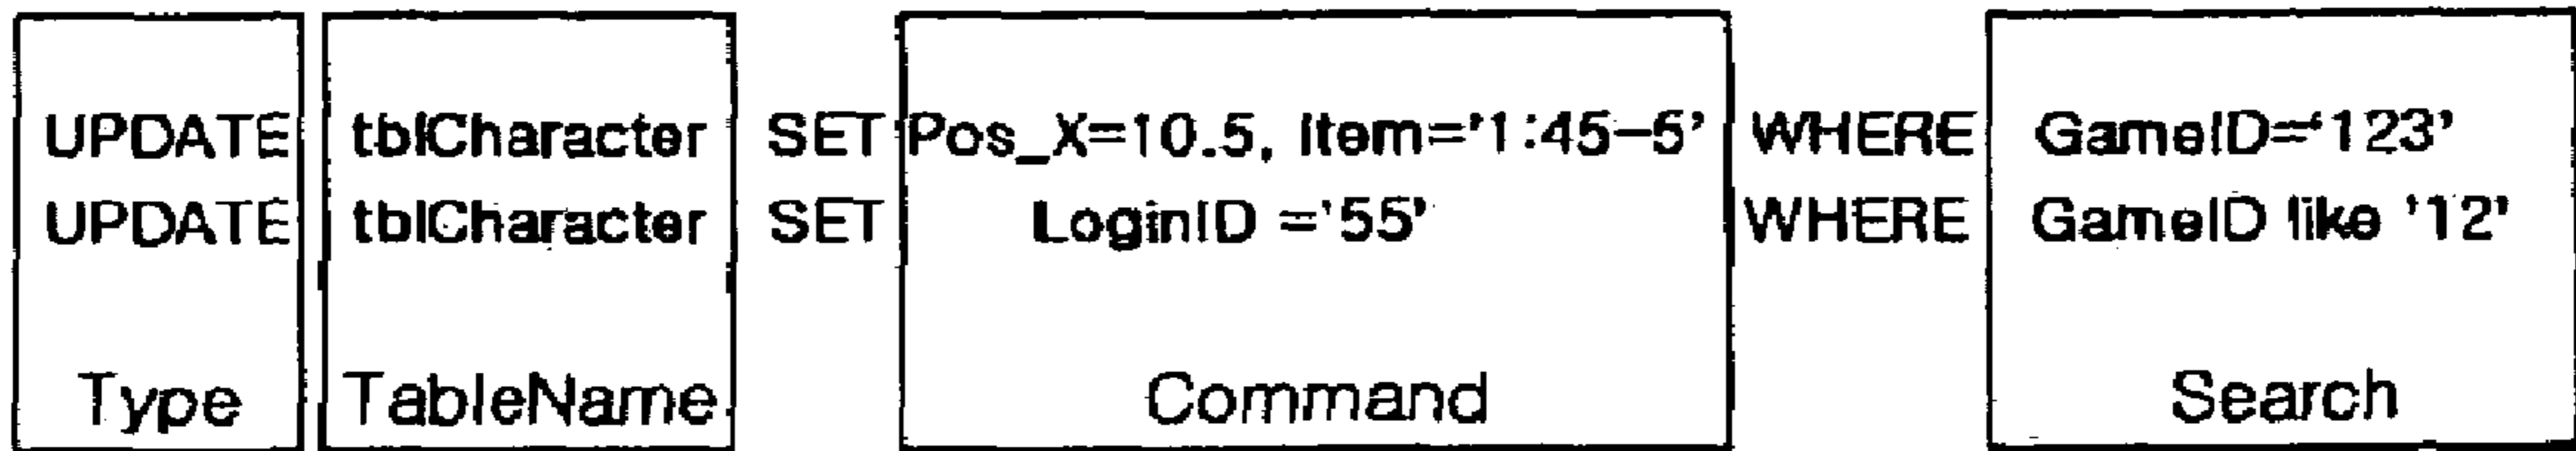 UPDATE tblCharacter SET Pos_X=10.5, Item='1:45-5' WHERE GameID='123'
UPDATE tblCharacter SET LoginID ='55' WHERE GameID like '12'
Type TableName Command Search